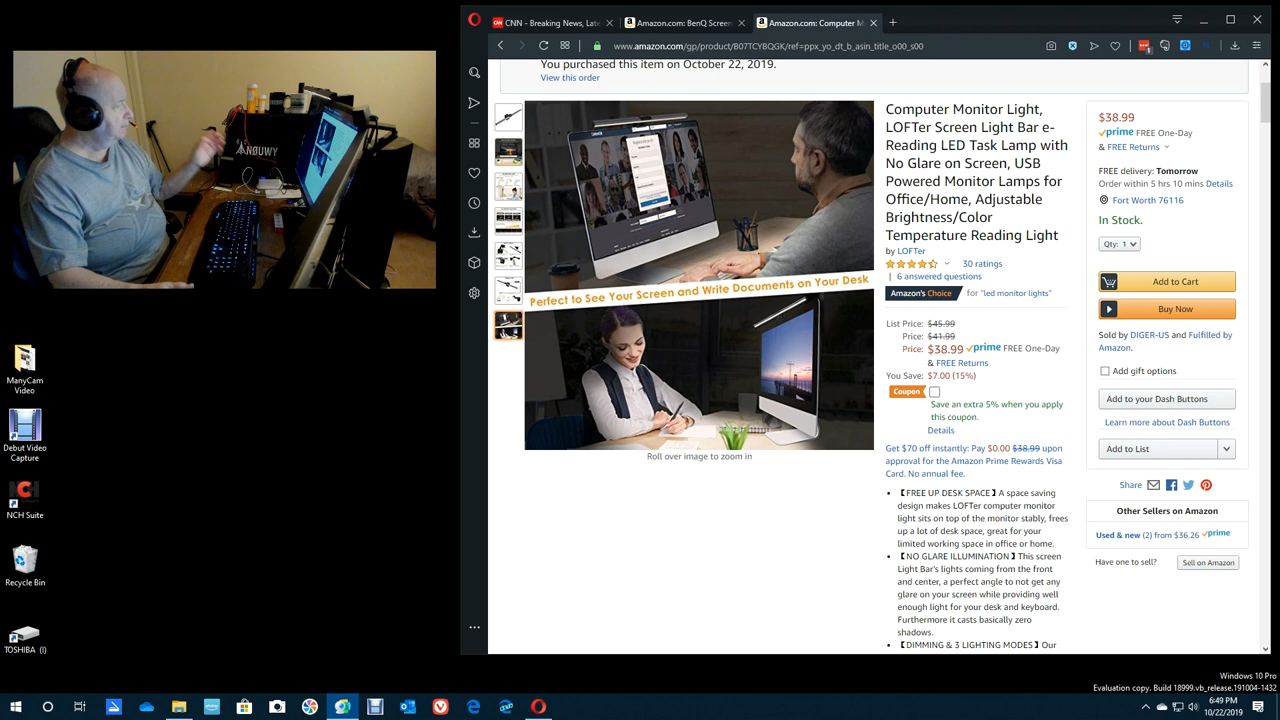 CNN - Breaking News, Late
Amazon.com: BenQ Screen
Amazon.com: Computer M
www.amazon.com/gp/product/B07TCYBQGK/ref=ppx_yo_dt_b_asin_title_o00_s00
You purchased this item on October 22, 2019.
View this order
Perfect to See Your Screen and Write Documents on Your Desk
Roll over image to zoom in
Computer Monitor Light,
LOFTer Screen Light Bar e-
Reading LED Task Lamp with
No Glare on Screen, USB
Powered Monitor Lamps for
Office/Home, Adjustable
Brightness/Color
Temperature Reading Light
by LOFTer
30 ratings
| 6 answered questions
Amazon's Choice for "led monitor lights"
List Price: $45.99
Price: $41.99
Price: $38.99 prime FREE One-Day
& FREE Returns
You Save: $7.00 (15%)
Coupon
Save an extra 5% when you apply
this coupon.
Details
Get $70 off instantly: Pay $0.00 $38.99 upon
approval for the Amazon Prime Rewards Visa
Card. No annual fee.
• 【FREE UP DESK SPACE】A space saving
design makes LOFTer computer monitor
light sits on top of the monitor stably, frees
up a lot of desk space, great for your
limited working space in office or home.
• 【NO GLARE ILLUMINATION】This screen
Light Bar's lights coming from the front
and center, a perfect angle to not get any
glare on your screen while providing well
enough light for your desk and keyboard.
Furthermore it casts basically zero
shadows.
• 【DIMMING & 3 LIGHTING MODES】Our
$38.99
prime FREE One-Day
& FREE Returns
FREE delivery: Tomorrow
Order within 5 hrs 10 mins Details
Fort Worth 76116
In Stock.
Qty: 1
Add to Cart
Buy Now
Sold by DIGER-US and Fulfilled by
Amazon.
Add gift options
Add to your Dash Buttons
Learn more about Dash Buttons
Add to List
Share
Other Sellers on Amazon
Used & new (2) from $36.26 prime
Have one to sell? Sell on Amazon
ManyCam
Video
Debut Video
Capture
NCH Suite
Recycle Bin
TOSHIBA (I)
Windows 10 Pro
Evaluation copy. Build 18999.vb_release.191004-1432
6:49 PM
10/22/2019